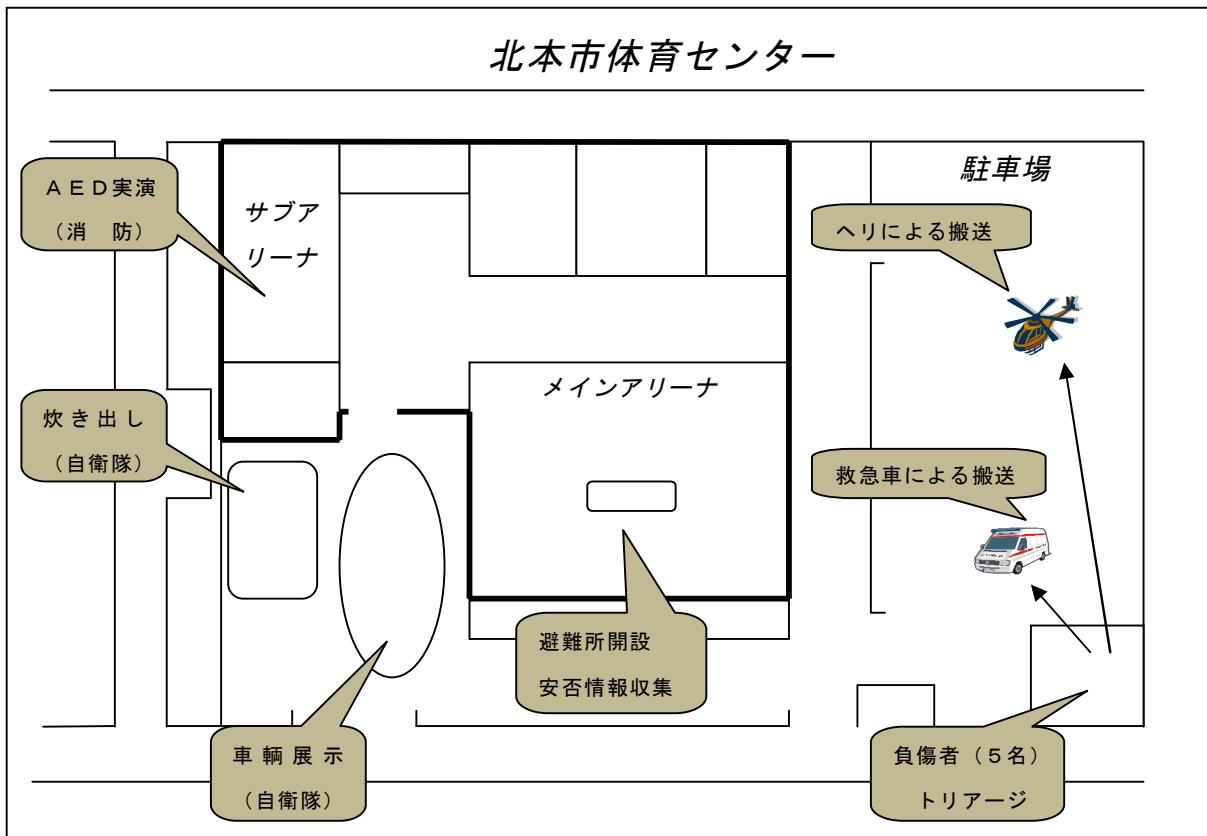 北本市体育センター
駐車場
ＡＥＤ実演
（消　防）
サブア
リーナ
ヘリによる搬送
メインアリーナ
炊き出し
（自衛隊）
救急車による搬送
避難所開設
安否情報収集
車輌展示
（自衛隊）
負傷者（５名）
トリアージ